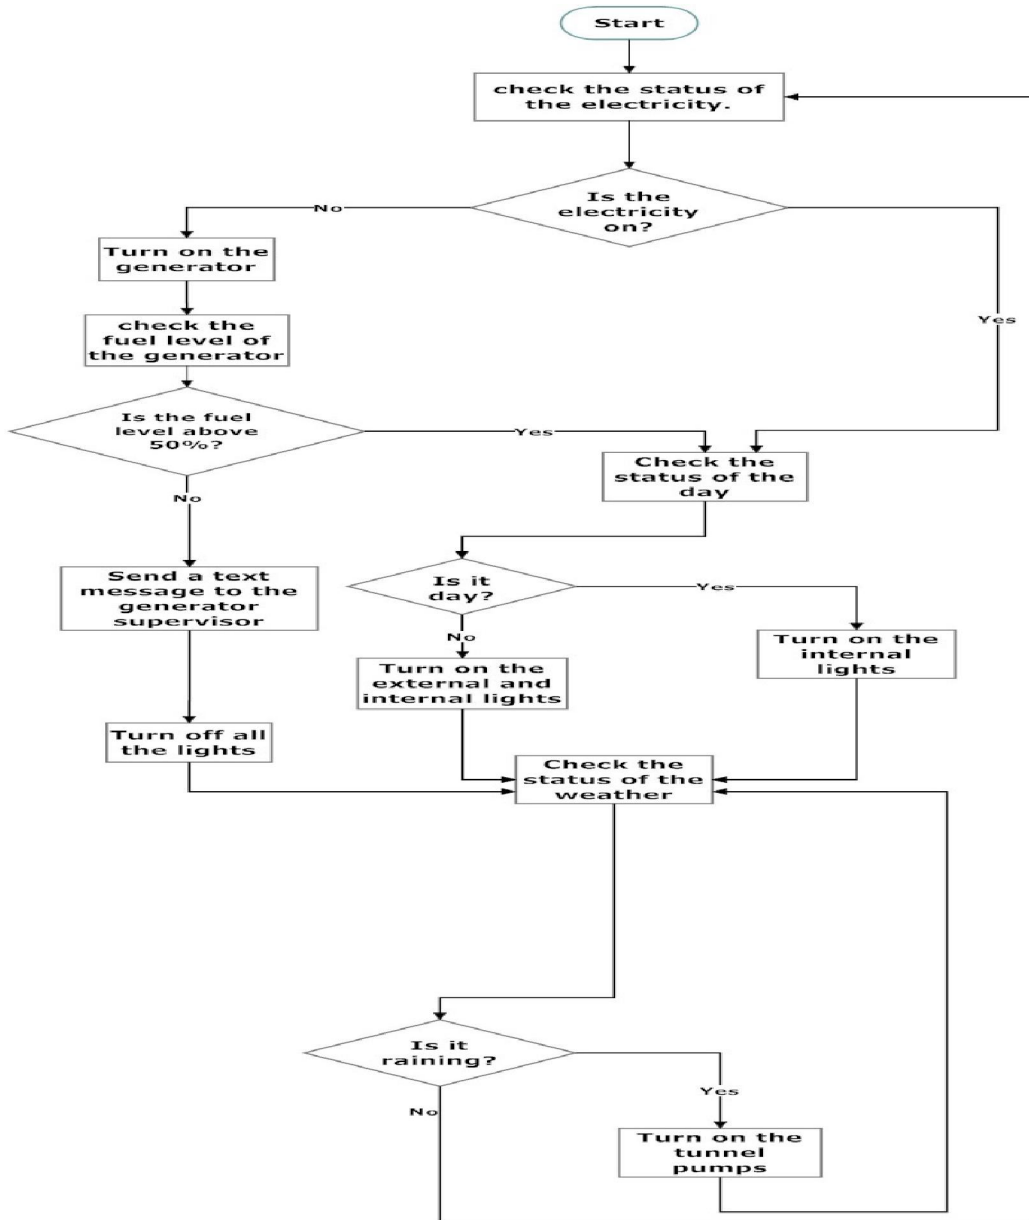 Start
check the status of
the electricity.
Is the
electricity
on?
No
Yes
Turn on the
generator
check the
fuel level of
the generator
Is the fuel
level above
50%?
Yes
No
Check the
status of the
day
Send a text
message to the
generator
supervisor
Is it
day?
Yes
No
Turn on the
internal
lights
Turn on the
external and
internal lights
Turn off all
the lights
Check the
status of the
weather
Is it
raining?
Yes
No
Turn on the
tunnel
pumps